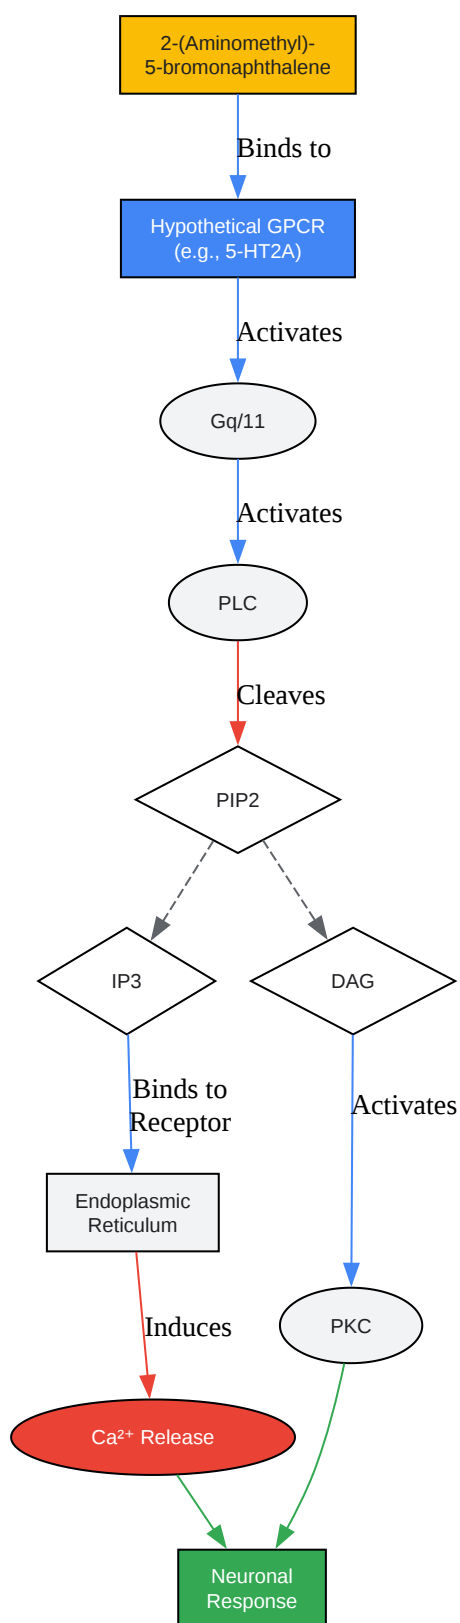 2-(Aminomethyl)-
5-bromonaphthalene
Binds to
Hypothetical GPCR
(e.g., 5-HT2A)
Activates
Gq/11
Activates
PLC
Cleaves
PIP2
IP3
DAG
Binds to
Receptor
Activates
Endoplasmic
Reticulum
Induces
PKC
Ca²⁺ Release
Neuronal
Response